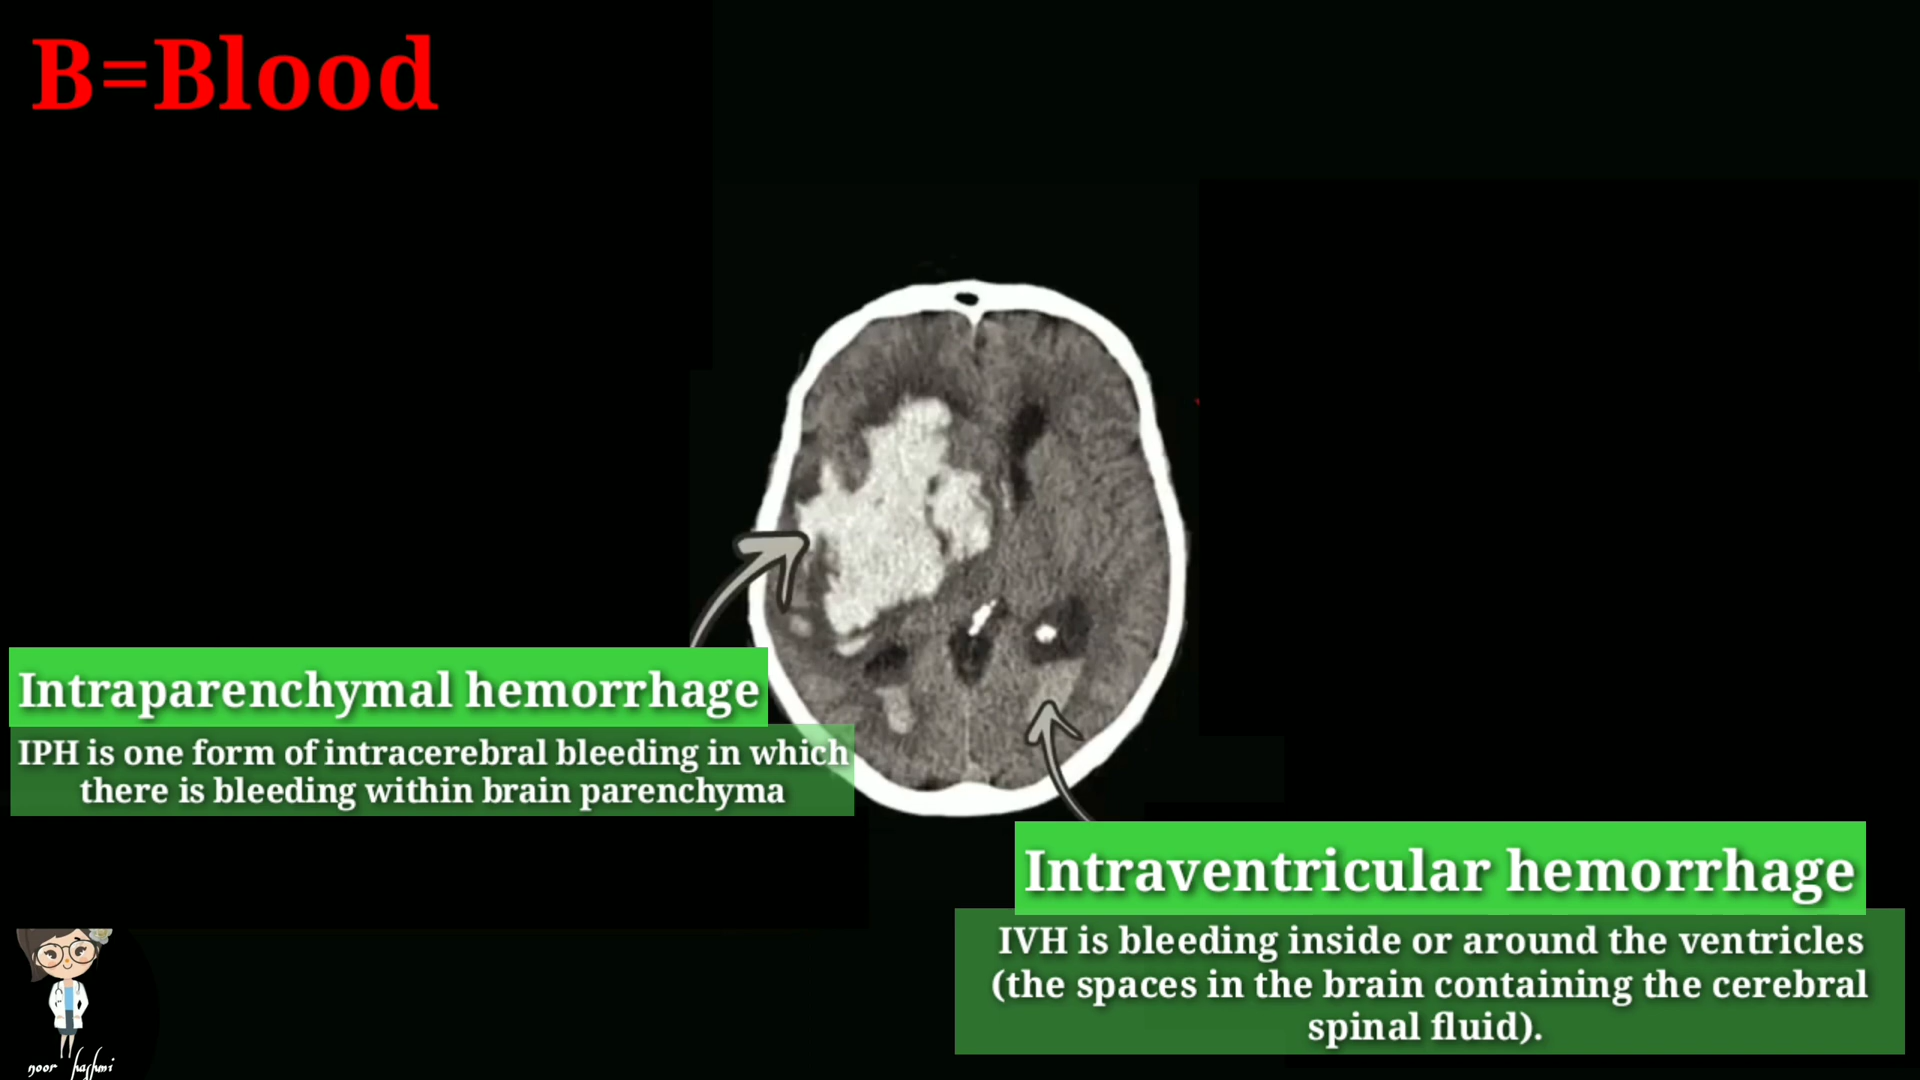 B=Blood
Intraparenchymal hemorrhage
IPH is one form of intracerebral bleeding in which
there is bleeding within brain parenchyma
Intraventricular hemorrhage
IVH is bleeding inside or around the ventricles
(the spaces in the brain containing the cerebral
spinal fluid).
noor hashmi